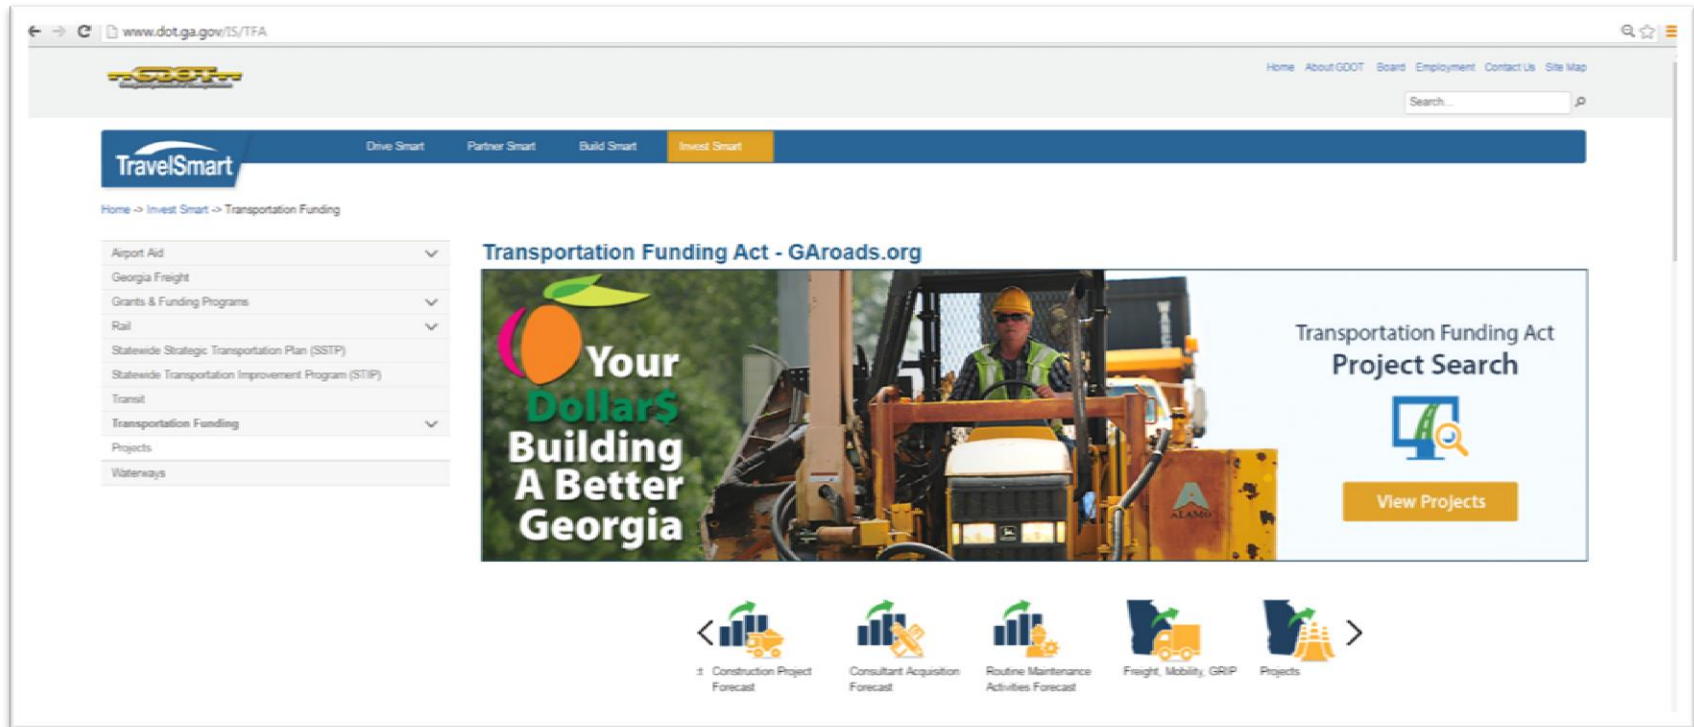 www.dot.ga.gov/IS/TFA
GDOT
Home About GDOT Board Employment Contact Us Site Map
Search...
TravelSmart
Drive Smart Partner Smart Build Smart Invest Smart
Home -> Invest Smart -> Transportation Funding
Airport Aid
Georgia Freight
Grants & Funding Programs
Rail
Statewide Strategic Transportation Plan (SSTP)
Statewide Transportation Improvement Program (STIP)
Transit
Transportation Funding
Projects
Waterways
Transportation Funding Act - GAroads.org
Your
Dollar$
Building
A Better
Georgia
ALAMO
Transportation Funding Act
Project Search
View Projects
Construction Project
Forecast
Consultant Acquisition
Forecast
Routine Maintenance
Activities Forecast
Freight, Mobility, GRIP
Projects